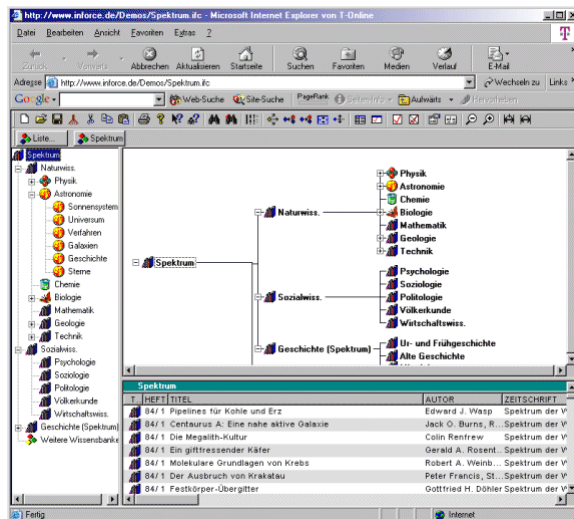 http://www.inforce.de/Demos/Spektrum.ifc - Microsoft Internet Explorer von T-Online
Datei Bearbeiten Ansicht Favoriten Extras ?
Zurück Vorwärts Abbrechen Aktualisieren Startseite Suchen Favoriten Medien Verlauf E-Mail
Adresse http://www.inforce.de/Demos/Spektrum.ifc Wechseln zu Links
Google Web-Suche Site-Suche PageRank Seiten-Info Aufwärts Hervorheben
Liste... Spektrum
Spektrum
Naturwiss.
Physik
Astronomie
Sonnensystem
Universum
Verfahren
Galaxien
Geschichte
Sterne
Chemie
Biologie
Mathematik
Geologie
Technik
Sozialwiss.
Psychologie
Soziologie
Politologie
Völkerkunde
Wirtschaftswiss.
Geschichte (Spektrum)
Weitere Wissensbanke
Spektrum
Naturwiss.
Physik
Astronomie
Chemie
Biologie
Mathematik
Geologie
Technik
Sozialwiss.
Psychologie
Soziologie
Politologie
Völkerkunde
Wirtschaftswiss.
Geschichte (Spektrum)
Ur- und Frühgeschichte
Alte Geschichte
Spektrum
T.. HEFT TITEL AUTOR ZEITSCHRIFT
84/ 1 Pipelines für Kohle und Erz Edward J. Wasp Spektrum der W
84/ 1 Centaurus A: Eine nahe aktive Galaxie Jack O. Burns, R... Spektrum der W
84/ 1 Die Megalith-Kultur Colin Renfrew Spektrum der W
84/ 1 Ein giftfressender Käfer Gerald A. Rosent.. Spektrum der W
84/ 1 Molekulare Grundlagen von Krebs Robert A. Weinb... Spektrum der W
84/ 1 Der Ausbruch von Krakatau Peter Francis, St... Spektrum der W
84/ 1 Festkörper-Übergitter Gottfried H. Döhler Spektrum der W
Fertig Internet